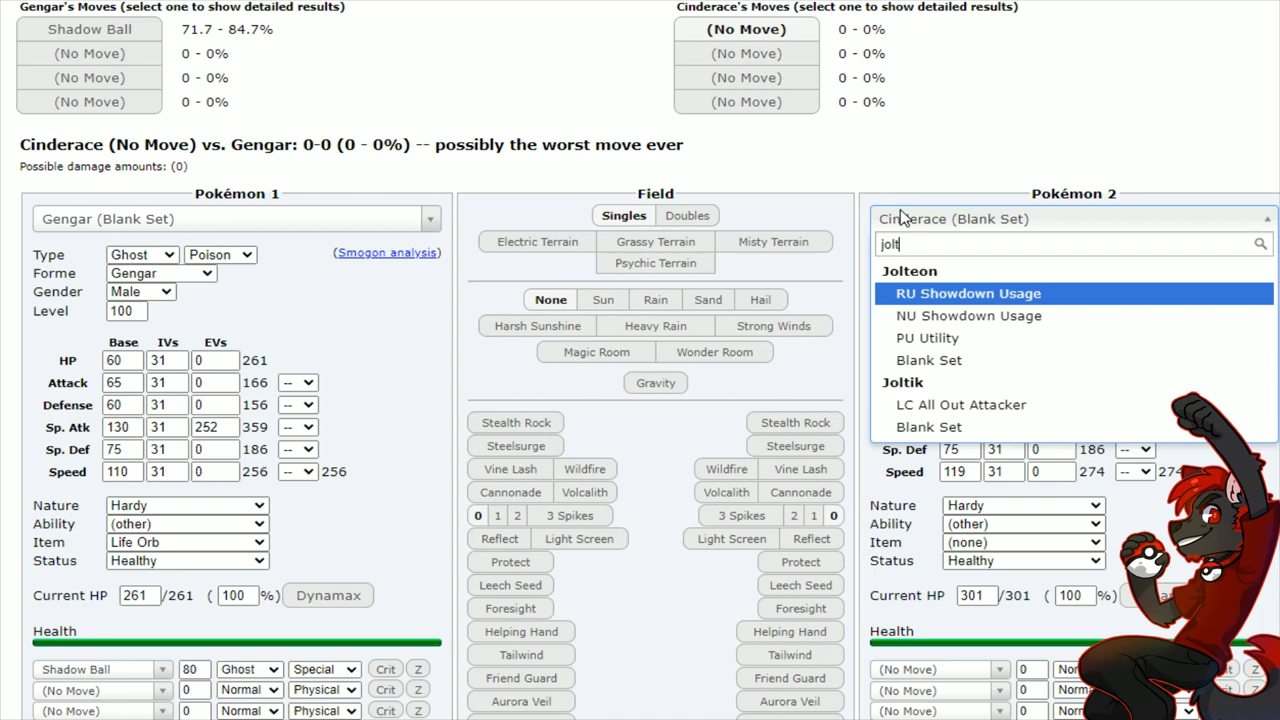 Gengar's Moves (select one to show detailed results) Cinderace's Moves (select one to show detailed results)
Shadow Ball 71.7 - 84.7% (No Move) 0 - 0%
(No Move) 0 - 0% (No Move) 0 - 0%
(No Move) 0 - 0% (No Move) 0 - 0%
(No Move) 0 - 0% (No Move) 0 - 0%
Cinderace (No Move) vs. Gengar: 0-0 (0 - 0%) -- possibly the worst move ever
Possible damage amounts: (0)
Pokémon 1
Gengar (Blank Set)
Type Ghost Poison (Smogon analysis)
Forme Gengar
Gender Male
Level 100
Base IVs EVs
HP 60 31 0 261
Attack 65 31 0 166 --
Defense 60 31 0 156 --
Sp. Atk 130 31 252 359 --
Sp. Def 75 31 0 186 --
Speed 110 31 0 256 -- 256
Nature Hardy
Ability (other)
Item Life Orb
Status Healthy
Current HP 261/261 (100%) Dynamax
Health
Shadow Ball 80 Ghost Special Crit Z
(No Move) 0 Normal Physical Crit Z
(No Move) 0 Normal Physical Crit Z
Field
Singles Doubles
Electric Terrain Grassy Terrain Misty Terrain
Psychic Terrain
None Sun Rain Sand Hail
Harsh Sunshine Heavy Rain Strong Winds
Magic Room Wonder Room
Gravity
Stealth Rock Stealth Rock
Steelsurge Steelsurge
Vine Lash Wildfire Wildfire Vine Lash
Cannonade Volcalith Volcalith Cannonade
0 1 2 3 Spikes 3 Spikes 2 1 0
Reflect Light Screen Light Screen Reflect
Protect Protect
Leech Seed Leech Seed
Foresight Foresight
Helping Hand Helping Hand
Tailwind Tailwind
Friend Guard Friend Guard
Aurora Veil Aurora Veil
Pokémon 2
Cinderace (Blank Set)
jolt
Jolteon
RU Showdown Usage
NU Showdown Usage
PU Utility
Blank Set
Joltik
LC All Out Attacker
Blank Set
Sp. Def 75 31 0 186 --
Speed 119 31 0 274 --
Nature Hardy
Ability (other)
Item (none)
Status Healthy
Current HP 301/301 (100%)
Health
(No Move) 0
(No Move) 0
(No Move) 0